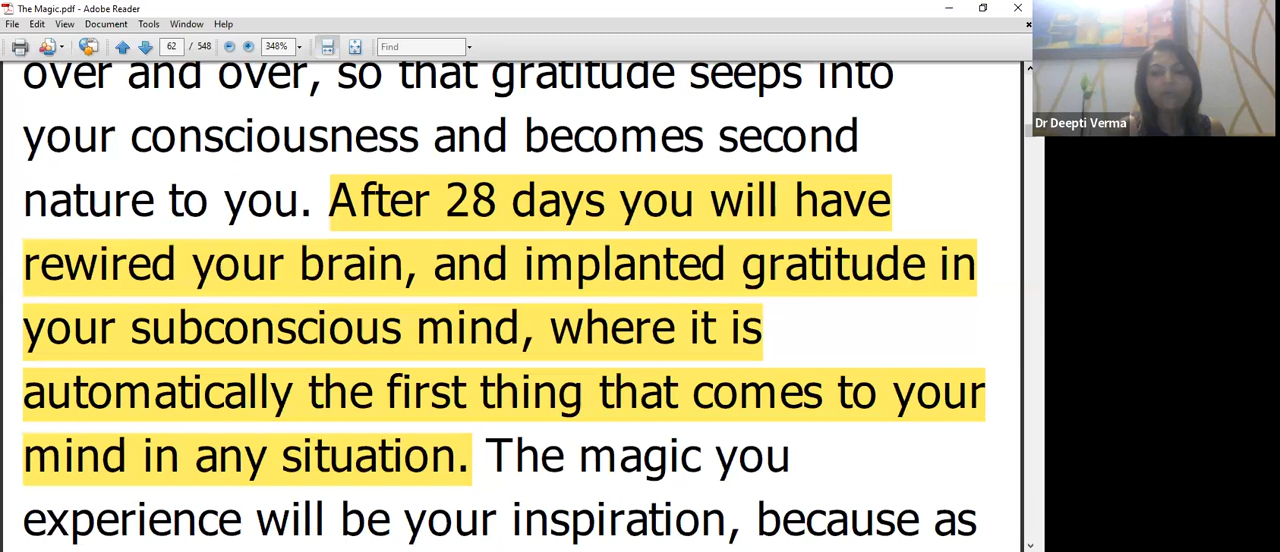 The Magic.pdf - Adobe Reader
File Edit View Document Tools Window Help
62 / 548 348% Find
over and over, so that gratitude seeps into
your consciousness and becomes second
nature to you. After 28 days you will have
rewired your brain, and implanted gratitude in
your subconscious mind, where it is
automatically the first thing that comes to your
mind in any situation. The magic you
experience will be your inspiration, because as
Dr Deepti Verma